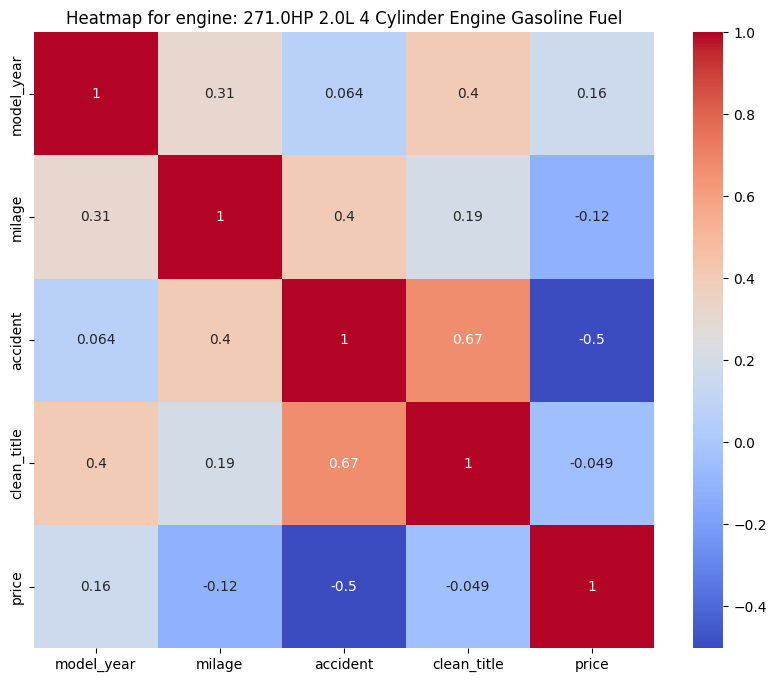 Heatmap for engine: 271.0HP 2.0L 4 Cylinder Engine Gasoline Fuel
model_year 1 0.31 0.064 0.4 0.16
milage 0.31 1 0.4 0.19 -0.12
accident 0.064 0.4 1 0.67 -0.5
clean_title 0.4 0.19 0.67 1 -0.049
price 0.16 -0.12 -0.5 -0.049 1
model_year milage accident clean_title price
1.0
0.8
0.6
0.4
0.2
0.0
−0.2
−0.4